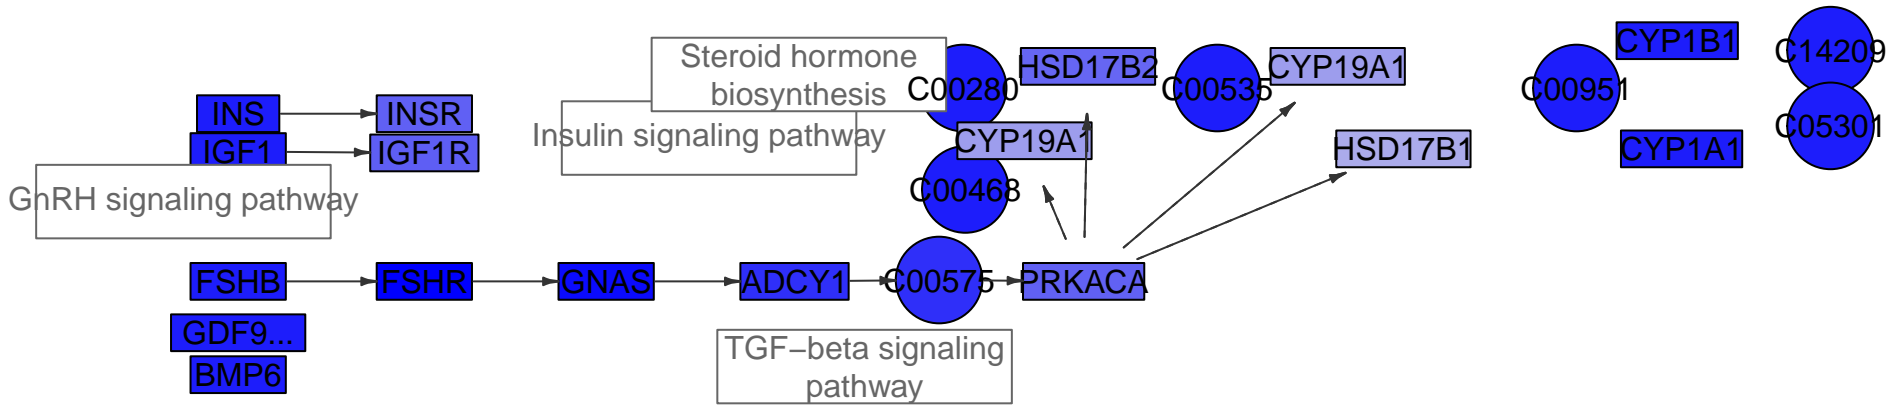 Steroid hormone
biosynthesis
C00280
HSD17B2
C00535
CYP19A1
C00951
CYP1B1
C14209
INS
INSR
Insulin signaling pathway
CYP19A1
HSD17B1
CYP1A1
C05301
IGF1
IGF1R
GnRH signaling pathway
C00468
FSHB
FSHR
GNAS
ADCY1
C00575
PRKACA
GDF9...
BMP6
TGF−beta signaling
pathway